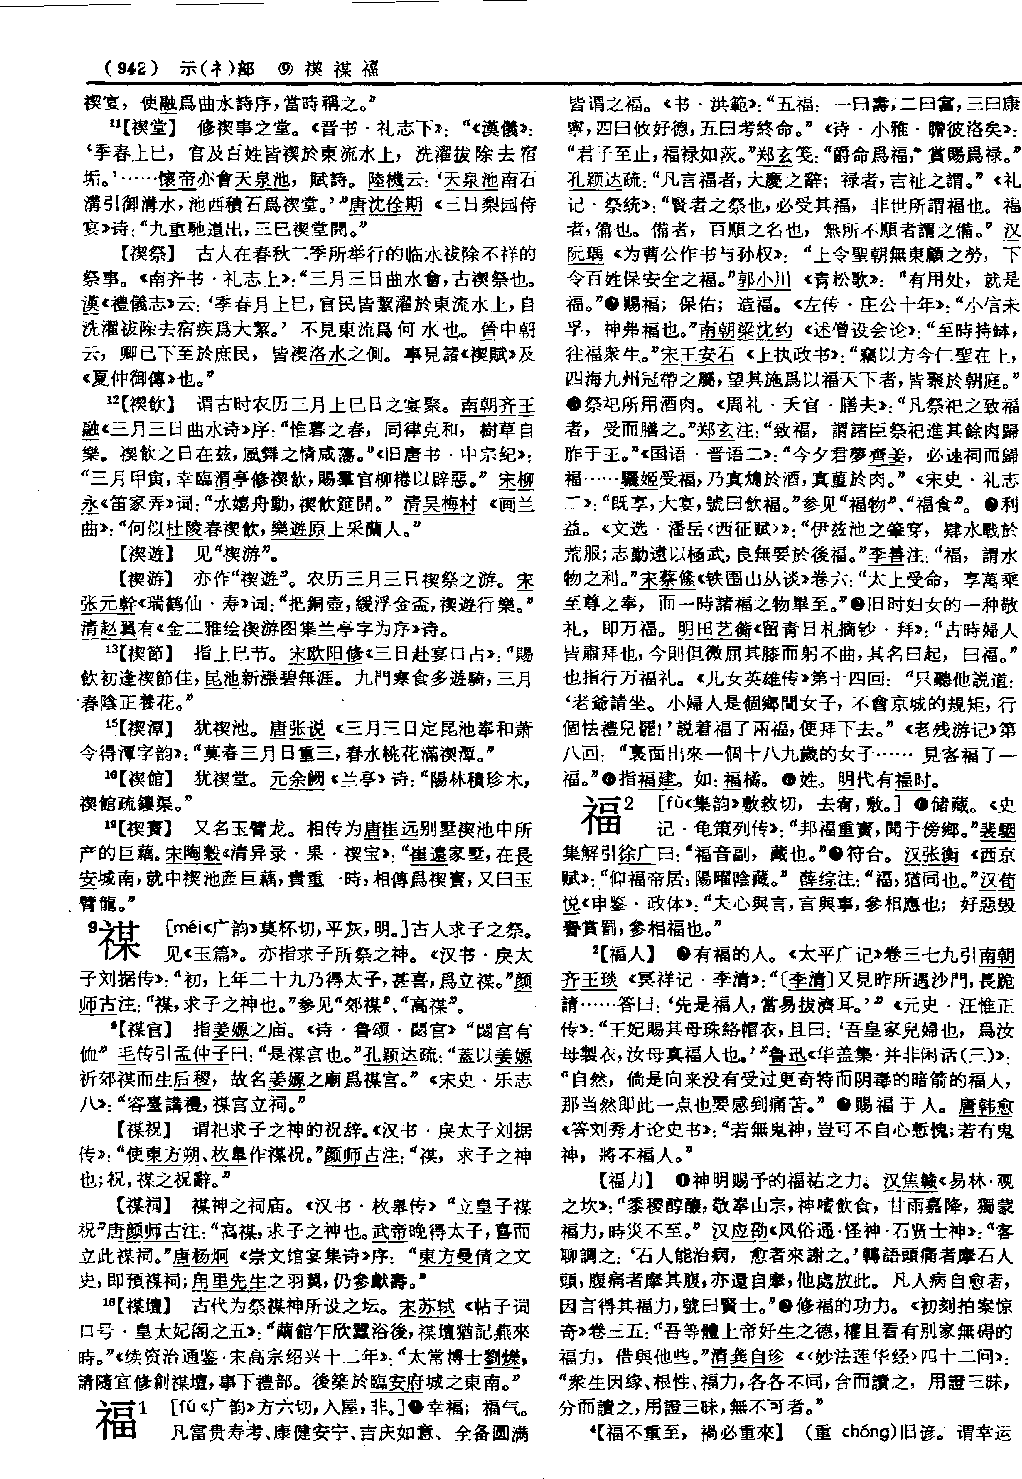 （942） 示(礻)部 ⑨ 禊 禖 福
禊宴，使融爲曲水詩序，當時稱之。”
¹¹【禊堂】 修禊事之堂。《晋书·礼志下》：“《漢儀》：
‘季春上巳，官及百姓皆禊於東流水上，洗濯祓除去宿
垢。’……懷帝亦會天泉池，賦詩。陸機云：‘天泉池南石
溝引御溝水，池西積石爲禊堂。’”唐沈佺期《三日梨园侍
宴》诗：“九重馳道出，三巳禊堂開。”
【禊祭】 古人在春秋二季所举行的临水祓除不祥的
祭事。《南齐书·礼志上》：“三月三日曲水會，古禊祭也。
漢《禮儀志》云：‘季春月上巳，官民皆絜濯於東流水上，自
洗濯祓除去宿疾爲大絜。’不見東流爲何水也。晋中朝
云，卿已下至於庶民，皆禊洛水之側。事見諸《禊賦》及
《夏仲御傳》也。”
¹²【禊飲】 谓古时农历三月上巳日之宴聚。南朝齐王
融《三月三日曲水诗》序：“惟暮之春，同律克和，樹草自
樂。禊飲之日在兹，風舞之情咸蕩。”《旧唐书·中宗纪》：
“三月甲寅，幸臨渭亭修禊飲，賜羣官柳棬以辟惡。”宋柳
永《笛家弄》词：“水嬉舟動，禊飲筵開。”清吴梅村《画兰
曲》：“何似杜陵春禊飲，樂遊原上采蘭人。”
【禊遊】 见“禊游”。
【禊游】 亦作“禊遊”。农历三月三日禊祭之游。宋
张元幹《瑞鹤仙·寿》词：“把銅壺，緩浮金盃，禊遊行樂。”
清赵翼有《金二雅绘禊游图集兰亭字为序》诗。
¹³【禊節】 指上巳节。宋欧阳修《三日赴宴口占》：“賜
飲初逢禊節佳，昆池新漲碧無涯。九門寒食多遊騎，三月
春陰正養花。”
¹⁵【禊潭】 犹禊池。唐张说《三月三日定昆池奉和萧
令得潭字韵》：“莫春三月日重三，春水桃花滿禊潭。”
¹⁶【禊館】 犹禊堂。元余阙《兰亭》诗：“陽林積珍木，
禊館疏鑲渠。”
¹⁹【禊寶】 又名玉臂龙。相传为唐崔远别墅禊池中所
产的巨藕。宋陶穀《清异录·果·禊宝》：“崔遠家墅，在長
安城南，就中禊池產巨藕，貴重一時，相傳爲禊寶，又曰玉
臂龍。”
⁹禖 ［méi《广韵》莫杯切，平灰，明。］古人求子之祭。
见《玉篇》。亦指求子所祭之神。《汉书·戾太
子刘据传》：“初，上年二十九乃得太子，甚喜，爲立禖。”颜
师古注：“禖，求子之神也。”参见“郊禖”、“高禖”。
⁹【禖宫】 指姜嫄之庙。《诗·鲁颂·閟宫》“閟宫有
侐”毛传引孟仲子曰：“是禖宫也。”孔颖达疏：“蓋以姜嫄
祈郊禖而生后稷，故名姜嫄之廟爲禖宫。”《宋史·乐志
八》：“容臺講禮，禖宫立祠。”
【禖祝】 谓祀求子之神的祝辞。《汉书·戾太子刘据
传》：“使東方朔、枚臯作禖祝。”颜师古注：“禖，求子之神
也；祝，禖之祝辭。”
【禖祠】 禖神之祠庙。《汉书·枚皋传》“立皇子禖
祝”唐颜师古注：“高禖，求子之神也。武帝晚得太子，喜而
立此禖祠。”唐杨炯《崇文馆宴集诗》序：“東方曼倩之文
史，即預禖祠；甪里先生之羽翼，仍參獻壽。”
¹⁶【禖壇】 古代为祭禖神所设之坛。宋苏轼《帖子词
口号·皇太妃阁之五》：“繭館乍欣蠶浴後，禖壇猶記燕來
時。”《续资治通鉴·宋高宗绍兴十二年》：“太常博士劉爍，
請隨宜修創禖壇，事下禮部。後築於臨安府城之東南。”
福¹ ［fú《广韵》方六切，入屋，非。］❶幸福；福气。
凡富贵寿考、康健安宁、吉庆如意、全备圆满
皆谓之福。《书·洪範》：“五福：一曰壽，二曰富，三曰康
寧，四曰攸好德，五曰考終命。”《诗·小雅·瞻彼洛矣》：
“君子至止，福禄如茨。”郑玄笺：“爵命爲福，賞賜爲禄。”
孔颖达疏：“凡言福者，大慶之辭；禄者，吉祉之謂。”《礼
记·祭统》：“賢者之祭也，必受其福，非世所謂福也。福
者，備也。備者，百順之名也，無所不順者謂之備。”汉
阮瑀《为曹公作书与孙权》：“上令聖朝無東顧之勞，下
令百姓保安全之福。”郭小川《青松歌》：“有用处，就是
福。”❷赐福；保佑；造福。《左传·庄公十年》：“小信未
孚，神弗福也。”南朝梁沈约《述僧设会论》：“至時持鉢，
往福衆生。”宋王安石《上执政书》：“竊以方今仁聖在上，
四海九州冠帶之屬，望其施爲以福天下者，皆聚於朝庭。”
❸祭祀所用酒肉。《周礼·天官·膳夫》：“凡祭祀之致福
者，受而膳之。”郑玄注：“致福，謂諸臣祭祀進其餘肉歸
胙于王。”《国语·晋语二》：“今夕君夢齊姜，必速祠而歸
福……驪姬受福，乃寘鴆於酒，寘菫於肉。”《宋史·礼志
二》：“既享，大宴，號曰飲福。”参见“福物”、“福食”。❹利
益。《文选·潘岳〈西征赋〉》：“伊兹池之肇穿，肄水戰於
荒服；志勤遠以極武，良無要於後福。”李善注：“福，謂水
物之利。”宋蔡絛《铁围山丛谈》卷六：“太上受命，享萬乘
至尊之奉，而一時諸福之物畢至。”❺旧时妇女的一种敬
礼，即万福。明田艺衡《留青日札摘钞·拜》：“古時婦人
皆肅拜也，今則但微屈其膝而躬不曲，其名曰起，曰福。”
也指行万福礼。《儿女英雄传》第十四回：“只聽他說道：
‘老爺請坐。小婦人是個鄉間女子，不會京城的規矩，行
個怯禮兒罷！’說着福了兩福，便拜下去。”《老残游记》第
八回：“裏面出來一個十八九歲的女子……見客福了一
福。”❻指福建。如：福橘。❼姓。明代有福时。
福² ［fù《集韵》敷救切，去宥，敷。］❶储藏。《史
记·龟策列传》：“邦福重寶，聞于傍鄉。”裴駰
集解引徐广曰：“福音副，藏也。”❷符合。汉张衡《西京
赋》：“仰福帝居，陽曜陰藏。”薛综注：“福，猶同也。”汉荀
悦《申鉴·政体》：“夫心與言，言與事，參相應也；好惡毀
譽賞罰，參相福也。”
²【福人】 ❶有福的人。《太平广记》卷三七九引南朝
齐王琰《冥祥记·李清》：“〔李清〕又見昨所遇沙門，長跪
請……答曰：‘先是福人，當易拔濟耳。’”《元史·汪惟正
传》：“王妃賜其母珠絡帽衣，且曰：‘吾皇家兒婦也，爲汝
母製衣，汝母真福人也。’”鲁迅《华盖集·并非闲话（三）》：
“自然，倘是向来没有受过更奇特而阴毒的暗箭的福人，
那当然即此一点也要感到痛苦。”❷赐福于人。唐韩愈
《答刘秀才论史书》：“若無鬼神，豈可不自心慙愧；若有鬼
神，將不福人。”
【福力】 ❶神明赐予的福祐之力。汉焦赣《易林·观
之坎》：“黍稷醇醲，敬奉山宗，神嗜飲食，甘雨嘉降，獨蒙
福力，時災不至。”汉应劭《风俗通·怪神·石贤士神》：“客
聊調之：‘石人能治病，愈者來謝之。’轉語頭痛者摩石人
頭，腹痛者摩其腹，亦還自摩，他處放此。凡人病自愈者，
因言得其福力，號曰賢士。”❷修福的功力。《初刻拍案惊
奇》卷三五：“吾等體上帝好生之德，權且看有别家無碍的
福力，借與他些。”清龚自珍《〈妙法莲华经〉四十二问》：
“衆生因缘、根性、福力，各各不同，合而讀之，用證三昧，
分而讀之，用證三昧，無不可者。”
⁴【福不重至，禍必重來】 （重 chóng）旧谚。谓幸运